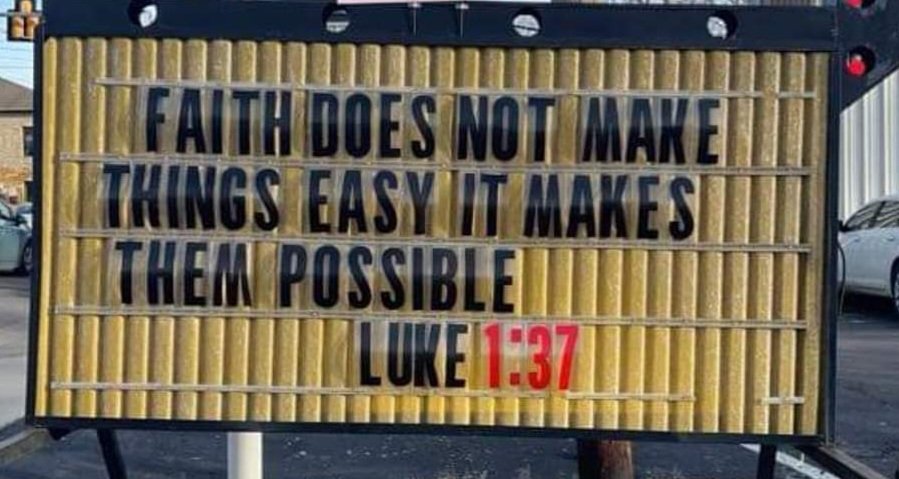 FAITH DOES NOT MAKE
THINGS EASY IT MAKES
THEM POSSIBLE
LUKE 1:37